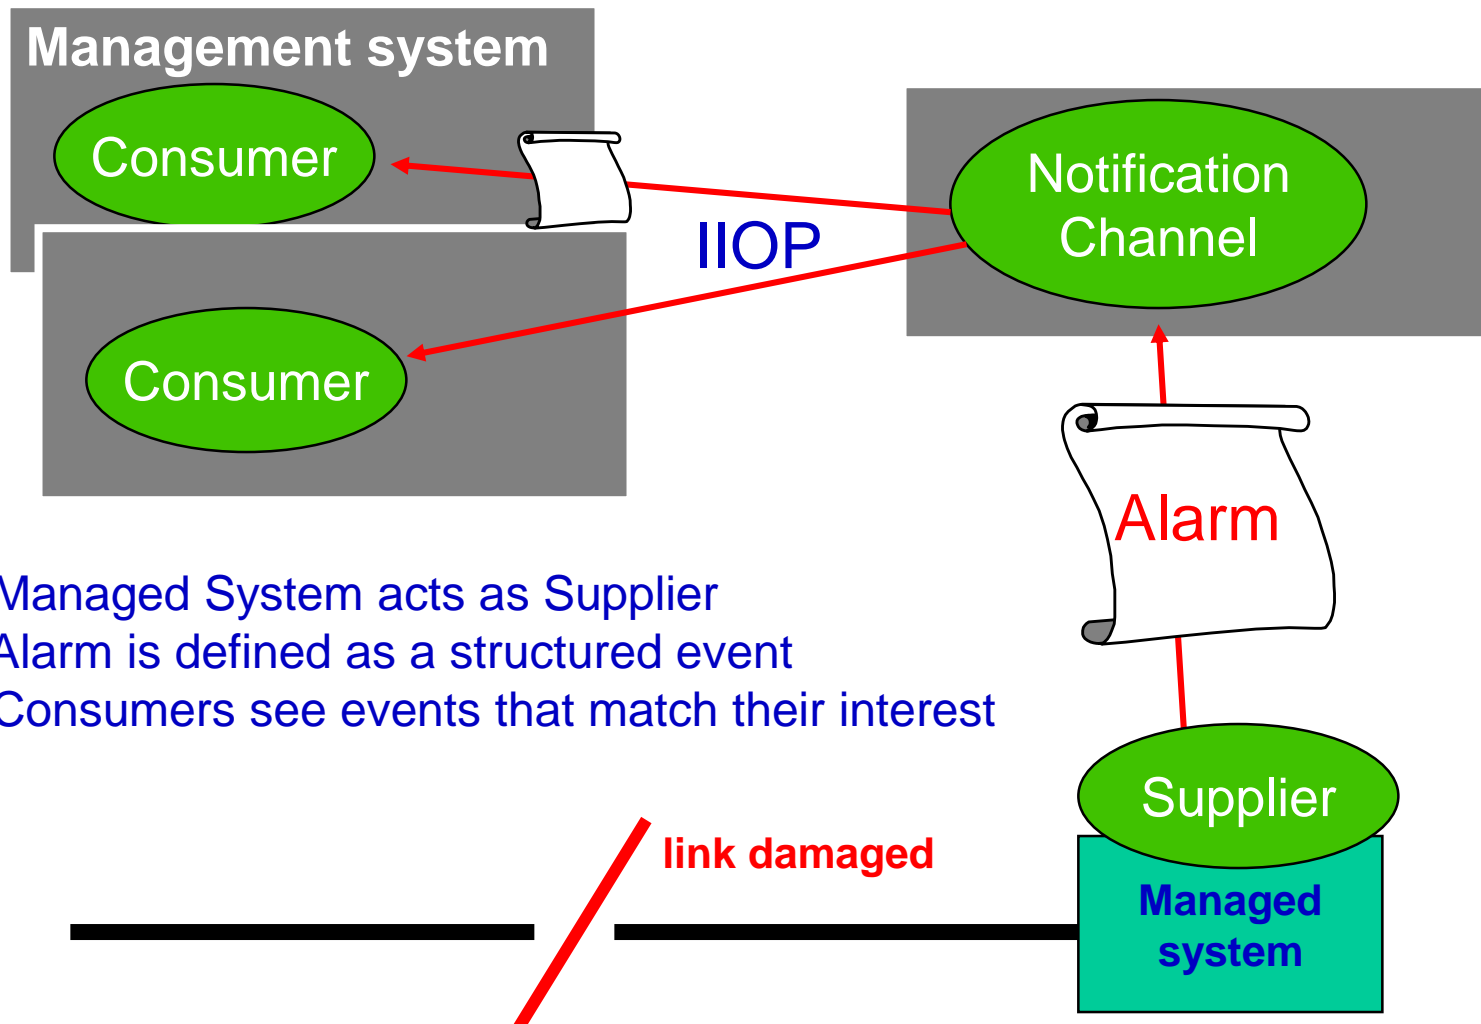 Management system
Consumer
Notification
Channel
IIOP
Consumer
Alarm
Managed System acts as Supplier
Alarm is defined as a structured event
Consumers see events that match their interest
Supplier
link damaged
Managed
system